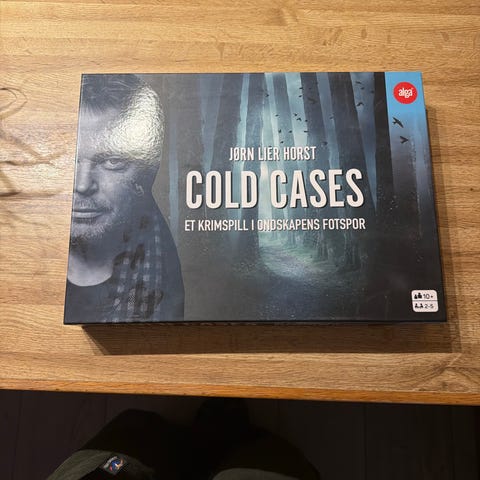 alga
JØRN LIER HORST
COLD CASES
ET KRIMSPILL I ONDSKAPENS FOTSPOR
10+
2-5